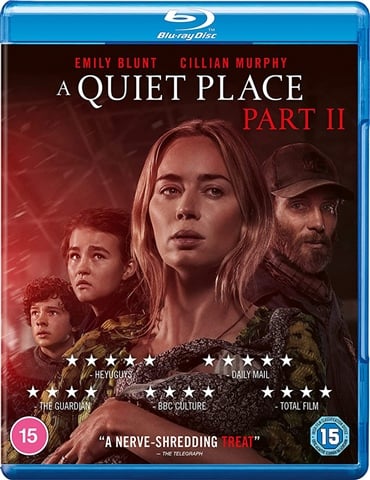 Blu-ray Disc
EMILY BLUNT CILLIAN MURPHY
A QUIET PLACE
PART II
★★★★★ ★★★★★
- HEYUGUYS - DAILY MAIL
★★★★ ★★★★ ★★★★
- THE GUARDIAN - BBC CULTURE - TOTAL FILM
15
"A NERVE-SHREDDING TREAT"
- THE TELEGRAPH
15